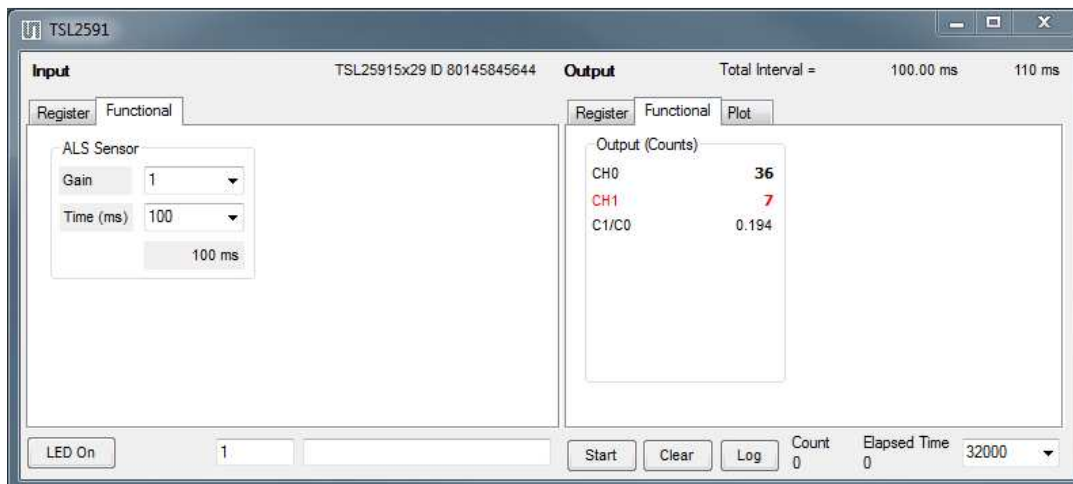 TSL2591
Input TSL25915x29 ID 80145845644 Output Total Interval = 100.00 ms 110 ms
Register Functional
Register Functional Plot
ALS Sensor
Gain 1
Time (ms) 100
100 ms
Output (Counts)
CH0 36
CH1 7
C1/C0 0.194
LED On 1
Start Clear Log Count 0 Elapsed Time 0 32000